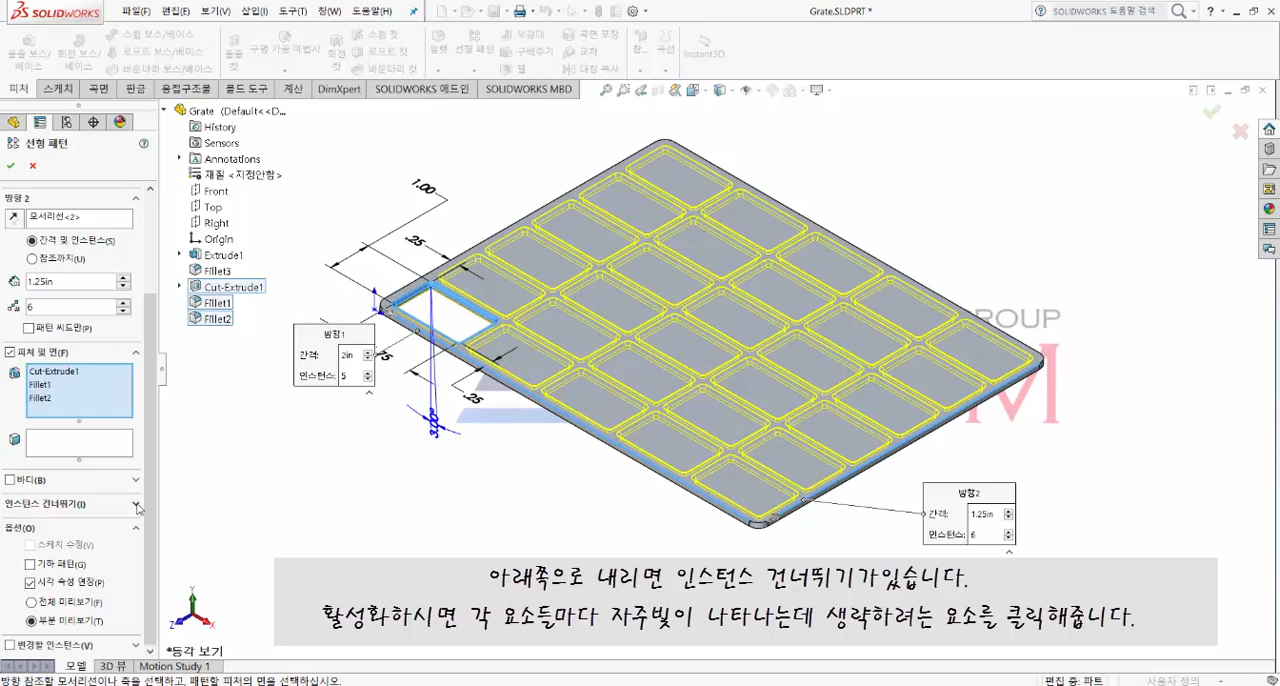 SOLIDWORKS
파일(F) 편집(E) 보기(V) 삽입(I) 도구(T) 창(W) 도움말(H)
Grate.SLDPRT *
SOLIDWORKS 도움말 검색
돌출 보스/베이스
회전 보스/베이스
스윕 보스/베이스
로프트 보스/베이스
바운더리 보스/베이스
돌출 컷
구멍 가공 마법사
회전 컷
스윕 컷
로프트 컷
바운더리 컷
필렛
선형 패턴
보강대
구배주기
쉘
곡면 포장
교차
대칭 복사
참...
곡선
Instant3D
피처 스케치 곡면 판금 용접구조물 몰드 도구 계산 DimXpert SOLIDWORKS 애드인 SOLIDWORKS MBD
선형 패턴
방향 2
모서리선<2>
간격 및 인스턴스(S)
참조까지(U)
1.25in
6
패턴 씨드만(P)
피처 및 면(F)
Cut-Extrude1
Fillet1
Fillet2
바디(B)
인스턴스 건너뛰기(I)
옵션(O)
스케치 수정(V)
기하 패턴(G)
시각 속성 연장(P)
전체 미리보기(F)
부분 미리보기(T)
변경할 인스턴스(V)
Grate (Default<<D...
History
Sensors
Annotations
재질 <지정안함>
Front
Top
Right
Origin
Extrude1
Fillet3
Cut-Extrude1
Fillet1
Fillet2
1.00
.25
방향1
간격: 2in
인스턴스: 5
.75
.25
3.00°
ROUP
VM
방향2
간격: 1.25in
인스턴스: 6
아래쪽으로 내리면 인스턴스 건너뛰기가있습니다.
활성화하시면 각 요소들마다 자주빛이 나타나는데 생략하려는 요소를 클릭해줍니다.
Y
Z
X
*등각 보기
모델 3D 뷰 Motion Study 1
방향 참조할 모서리선이나 축을 선택하고, 패턴할 피처의 면을 선택하십시오.
편집 중: 파트
사용자 정의